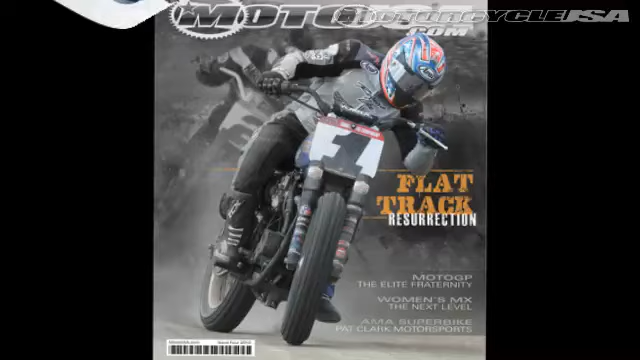 MOTORCYCLE USA
.COM
1
FLAT
TRACK
RESURRECTION
MOTOGP
THE ELITE FRATERNITY
WOMEN'S MX
THE NEXT LEVEL
AMA SUPERBIKE
PAT CLARK MOTORSPORTS